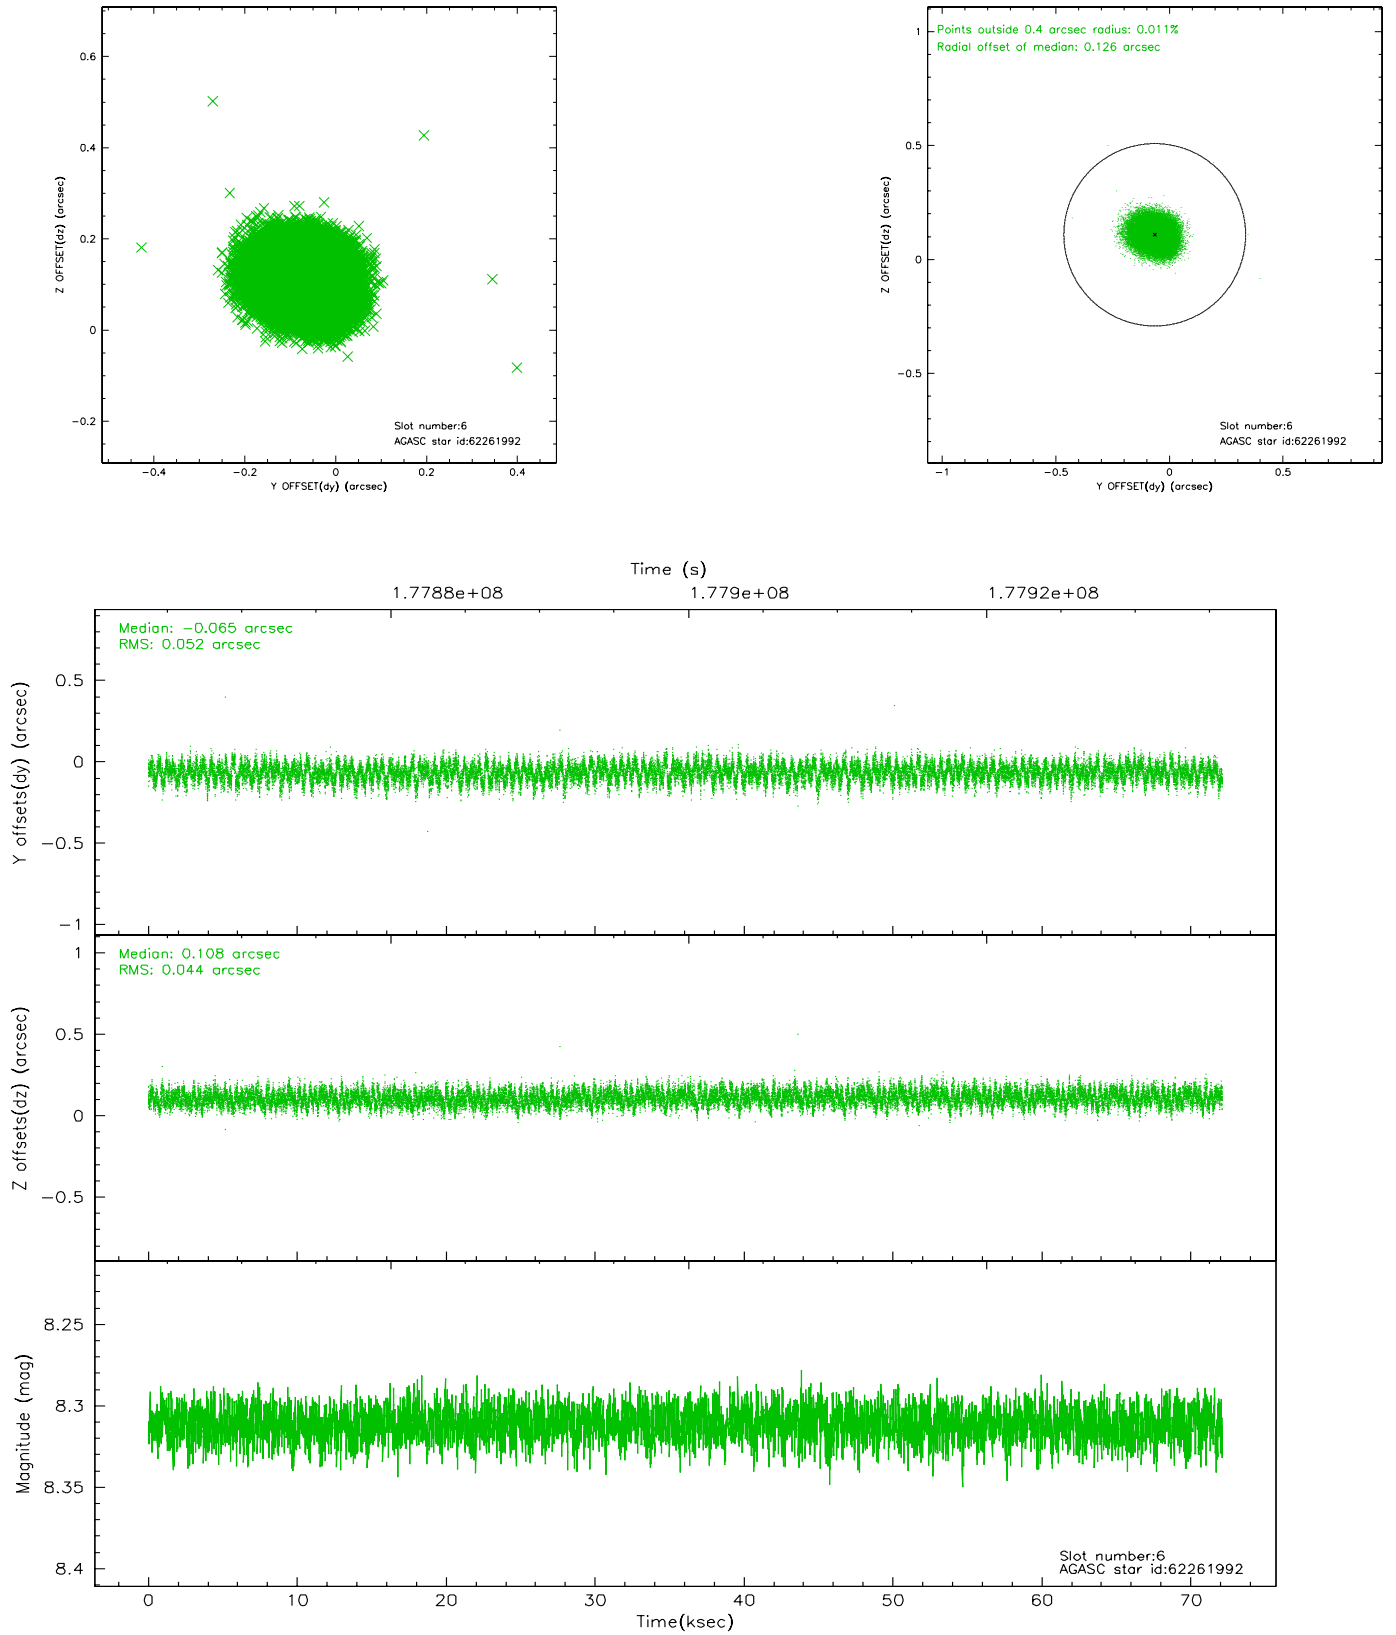 0.6
0.4
0.2
0
−0.2
Z OFFSET(dz) (arcsec)
Slot number:6
AGASC star id:62261992
−0.4 −0.2 0 0.2 0.4
Y OFFSET(dy) (arcsec)
Points outside 0.4 arcsec radius: 0.011%
Radial offset of median: 0.126 arcsec
1
0.5
0
−0.5
Z OFFSET(dz) (arcsec)
Slot number:6
AGASC star id:62261992
−1 −0.5 0 0.5
Y OFFSET(dy) (arcsec)
Time (s)
1.7788e+08 1.779e+08 1.7792e+08
Median: −0.065 arcsec
RMS: 0.052 arcsec
0.5
0
−0.5
−1
Y offsets(dy) (arcsec)
Median: 0.108 arcsec
RMS: 0.044 arcsec
1
0.5
0
−0.5
Z offsets(dz) (arcsec)
8.25
8.3
8.35
8.4
Magnitude (mag)
Slot number:6
AGASC star id:62261992
0 10 20 30 40 50 60 70
Time(ksec)